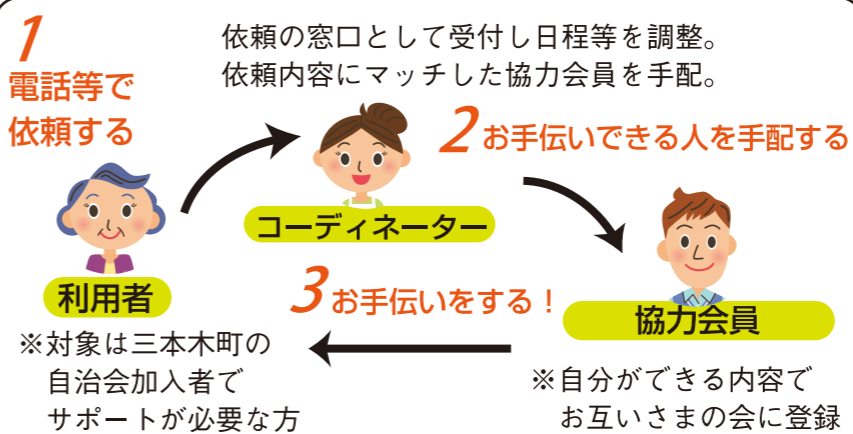 1
電話等で
依頼する
依頼の窓口として受付し日程等を調整。
依頼内容にマッチした協力会員を手配。
2 お手伝いできる人を手配する
コーディネーター
利用者
3 お手伝いをする！
協力会員
※対象は三本木町の
自治会加入者で
サポートが必要な方
※自分ができる内容で
お互いさまの会に登録